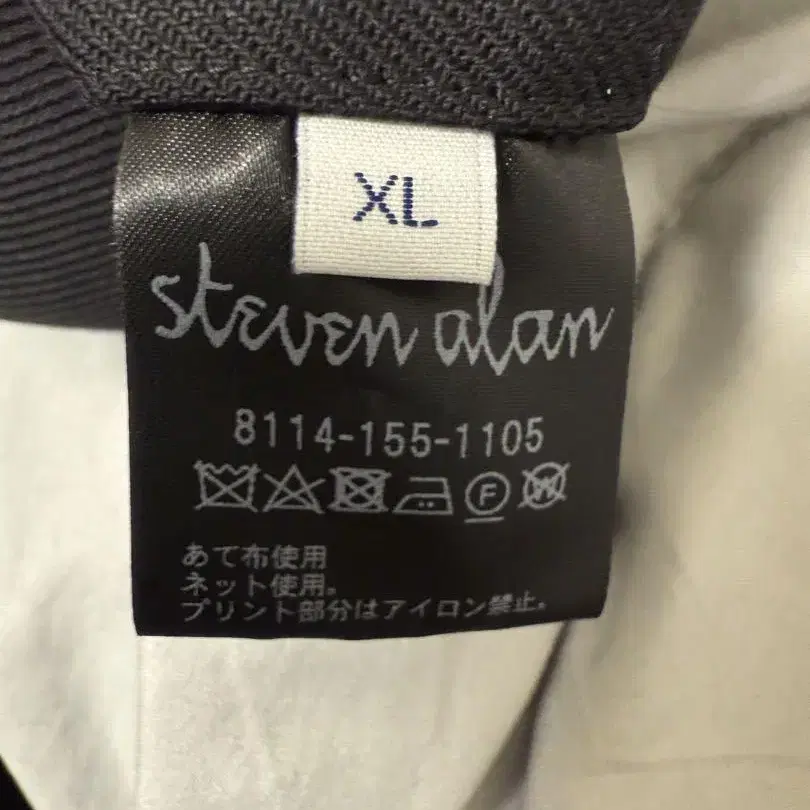 XL
steven alan
8114-155-1105
F W
あて布使用
ネット使用。
プリント部分はアイロン禁止。